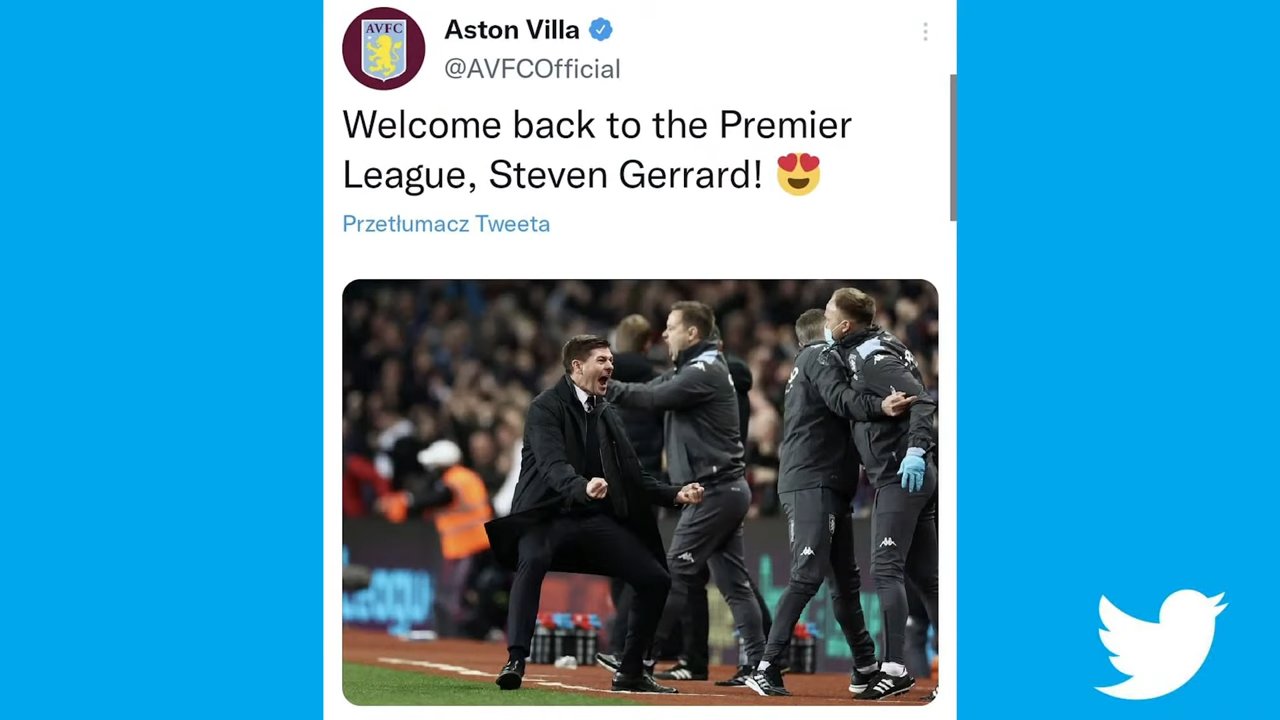 AVFC
Aston Villa
@AVFCOfficial
Welcome back to the Premier
League, Steven Gerrard! 😍
Przetłumacz Tweeta